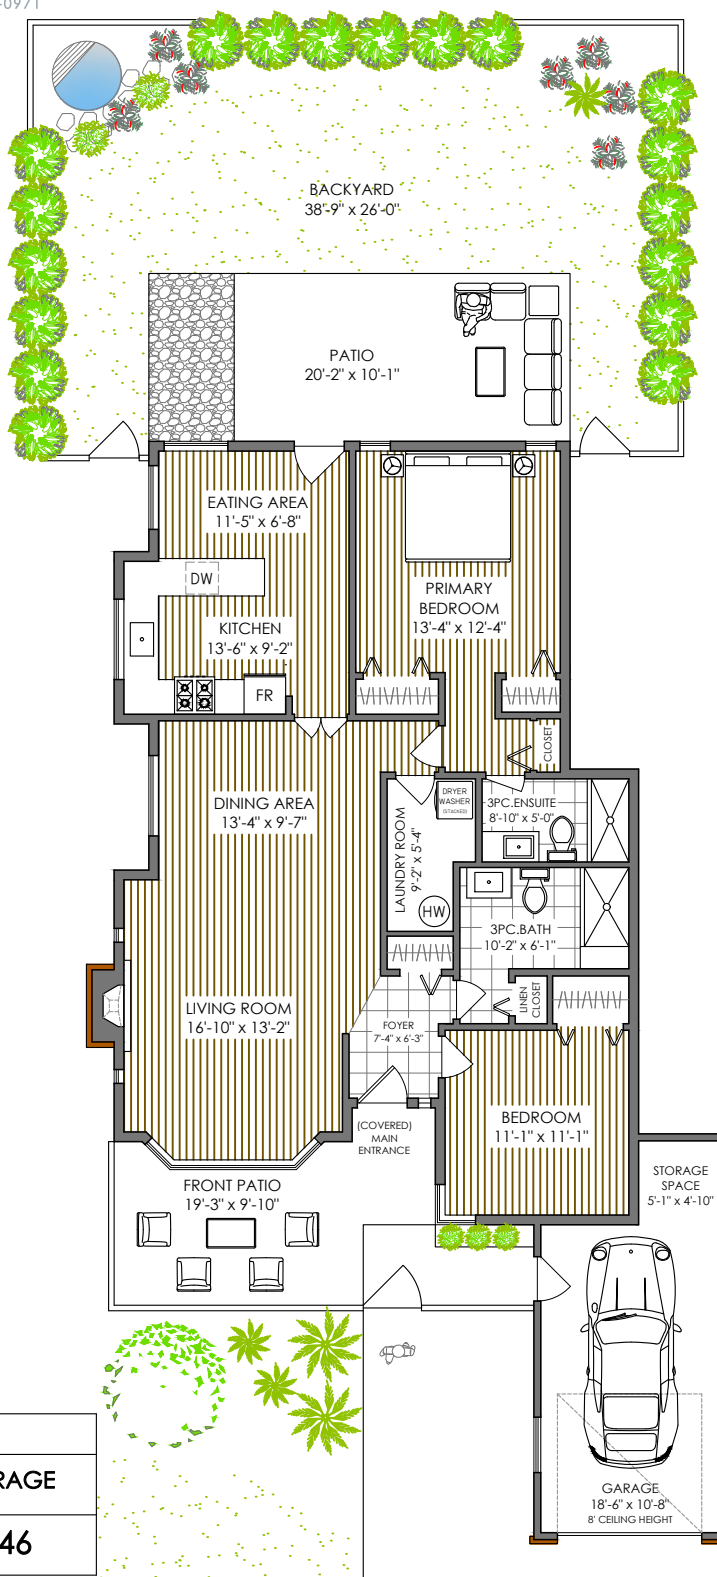 -0971
BACKYARD
38'-9" x 26'-0"
PATIO
20'-2" x 10'-1"
EATING AREA
11'-5" x 6'-8"
DW
PRIMARY
BEDROOM
13'-4" x 12'-4"
KITCHEN
13'-6" x 9'-2"
FR
CLOSET
DINING AREA
13'-4" x 9'-7"
DRYER
WASHER
(STACKED)
3PC.ENSUITE
8'-10" x 5'-0"
LAUNDRY ROOM
9'-2" x 5'-4"
HW
3PC.BATH
10'-2" x 6'-1"
LINEN
CLOSET
LIVING ROOM
16'-10" x 13'-2"
FOYER
7'-4" x 6'-3"
BEDROOM
11'-1" x 11'-1"
(COVERED)
MAIN
ENTRANCE
STORAGE
SPACE
5'-1" x 4'-10"
FRONT PATIO
19'-3" x 9'-10"
GARAGE
18'-6" x 10'-8"
8' CEILING HEIGHT
RAGE
46